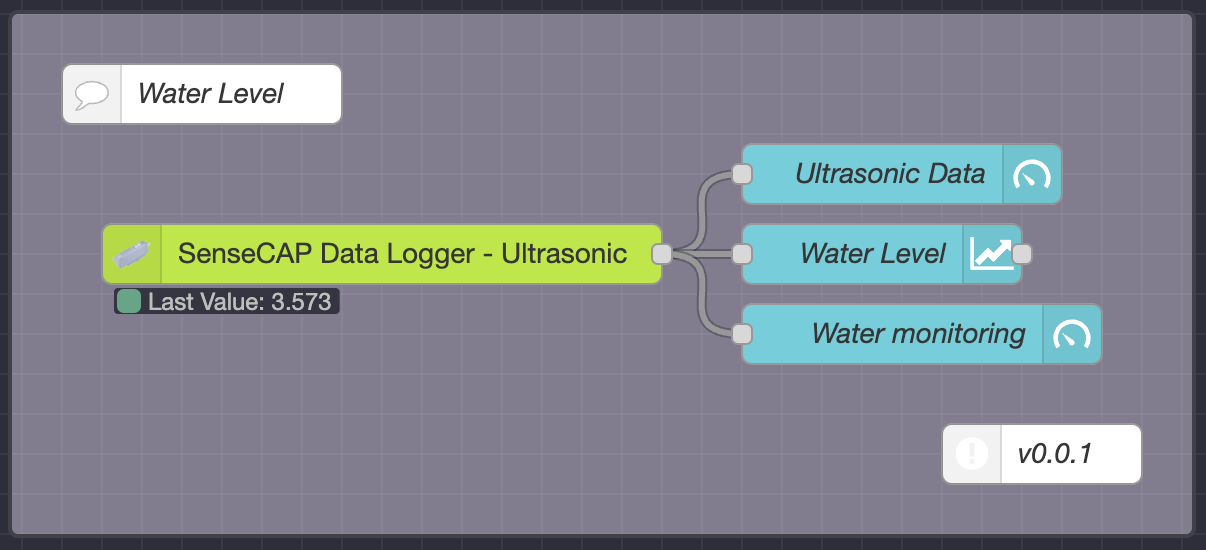 Water Level
Ultrasonic Data
SenseCAP Data Logger - Ultrasonic
Water Level
Last Value: 3.573
Water monitoring
v0.0.1